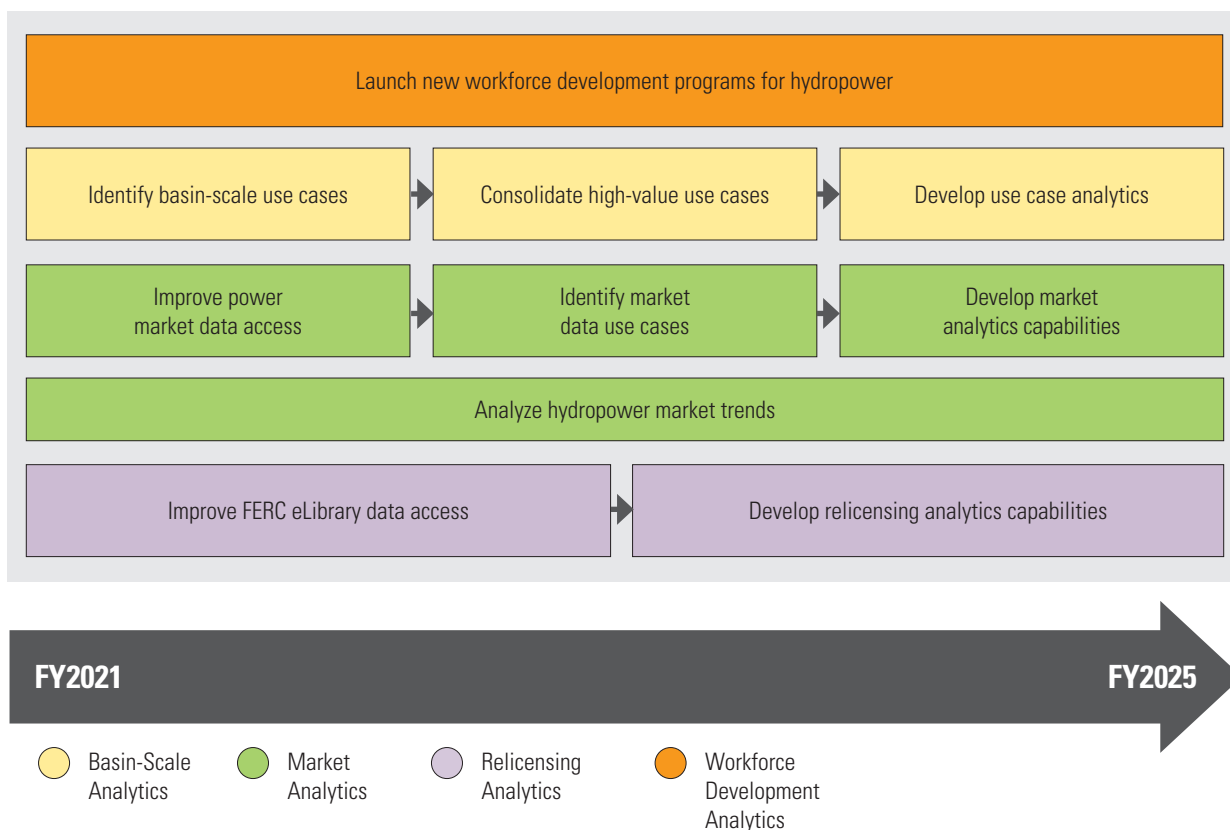 Launch new workforce development programs for hydropower
Identify basin-scale use cases
Consolidate high-value use cases
Develop use case analytics
Improve power
market data access
Identify market
data use cases
Develop market
analytics capabilities
Analyze hydropower market trends
Improve FERC eLibrary data access
Develop relicensing analytics capabilities
FY2021
FY2025
Basin-Scale
Analytics
Market
Analytics
Relicensing
Analytics
Workforce
Development
Analytics